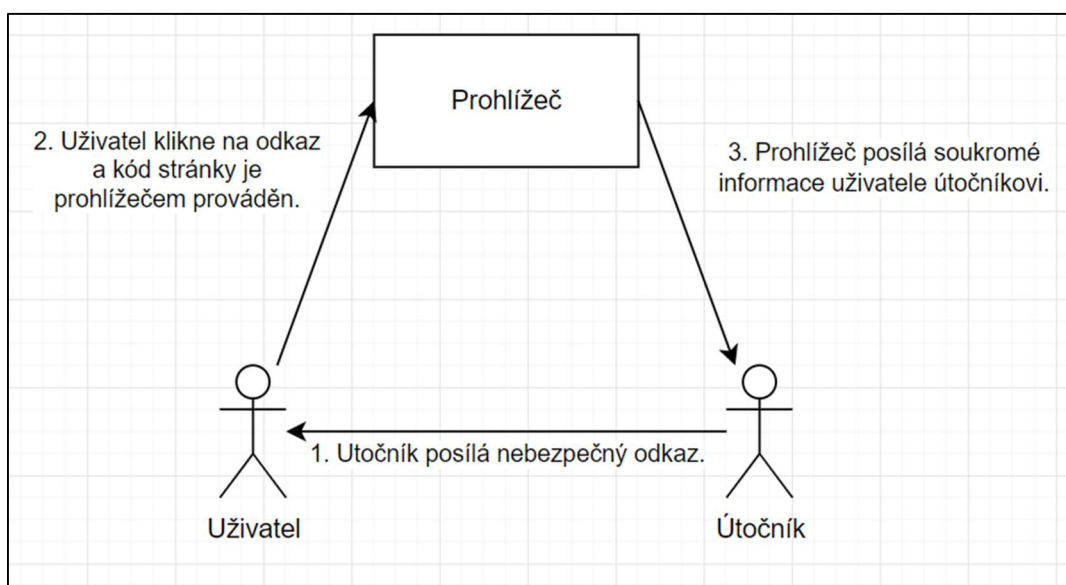 Prohlížeč
2. Uživatel klikne na odkaz
a kód stránky je
prohlížečem prováděn.
3. Prohlížeč posílá soukromé
informace uživatele útočníkovi.
1. Utočník posílá nebezpečný odkaz.
Uživatel
Útočník